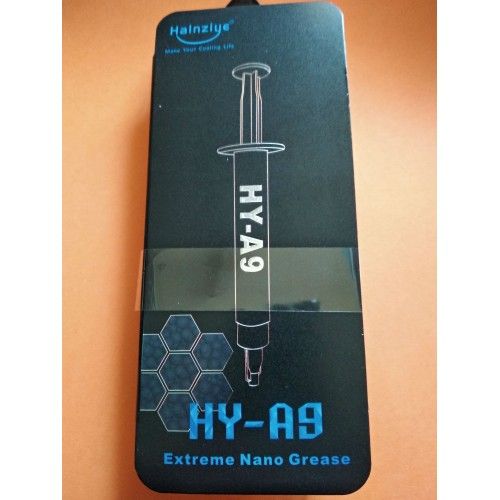 Halnziye®
Make Your Cooling Life
HY-A9
HY-A9
Extreme Nano Grease